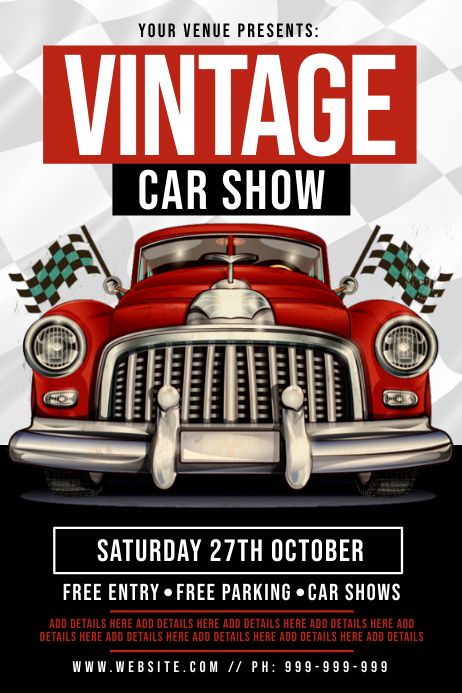 YOUR VENUE PRESENTS:
VINTAGE
CAR SHOW
SATURDAY 27TH OCTOBER
FREE ENTRY • FREE PARKING • CAR SHOWS
ADD DETAILS HERE ADD DETAILS HERE ADD DETAILS HERE ADD DETAILS HERE ADD
DETAILS HERE ADD DETAILS HERE ADD DETAILS HERE ADD DETAILS HERE ADD DETAILS
WWW.WEBSITE.COM // PH: 999-999-999